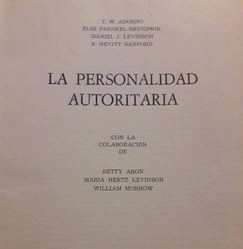 T. W. ADORNO
ELSE FRENKEL-BRUNSWIK
DANIEL J. LEVINSON
R. NEVITT SANFORD
LA PERSONALIDAD
AUTORITARIA
CON LA
COLABORACIÓN
DE
BETTY ARON
MARIA HERTZ LEVINSON
WILLIAM MORROW